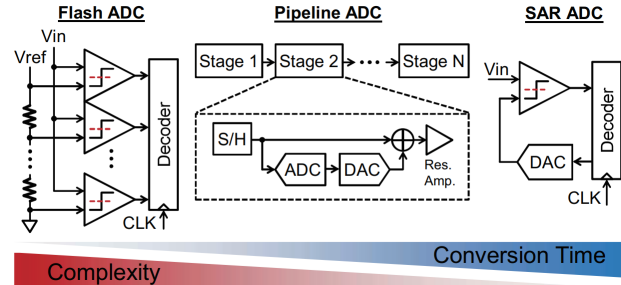 Flash ADC
Vin
Vref
Decoder
CLK
Pipeline ADC
Stage 1
Stage 2
Stage N
S/H
ADC
DAC
Res.
Amp.
SAR ADC
Vin
Decoder
DAC
CLK
Conversion Time
Complexity